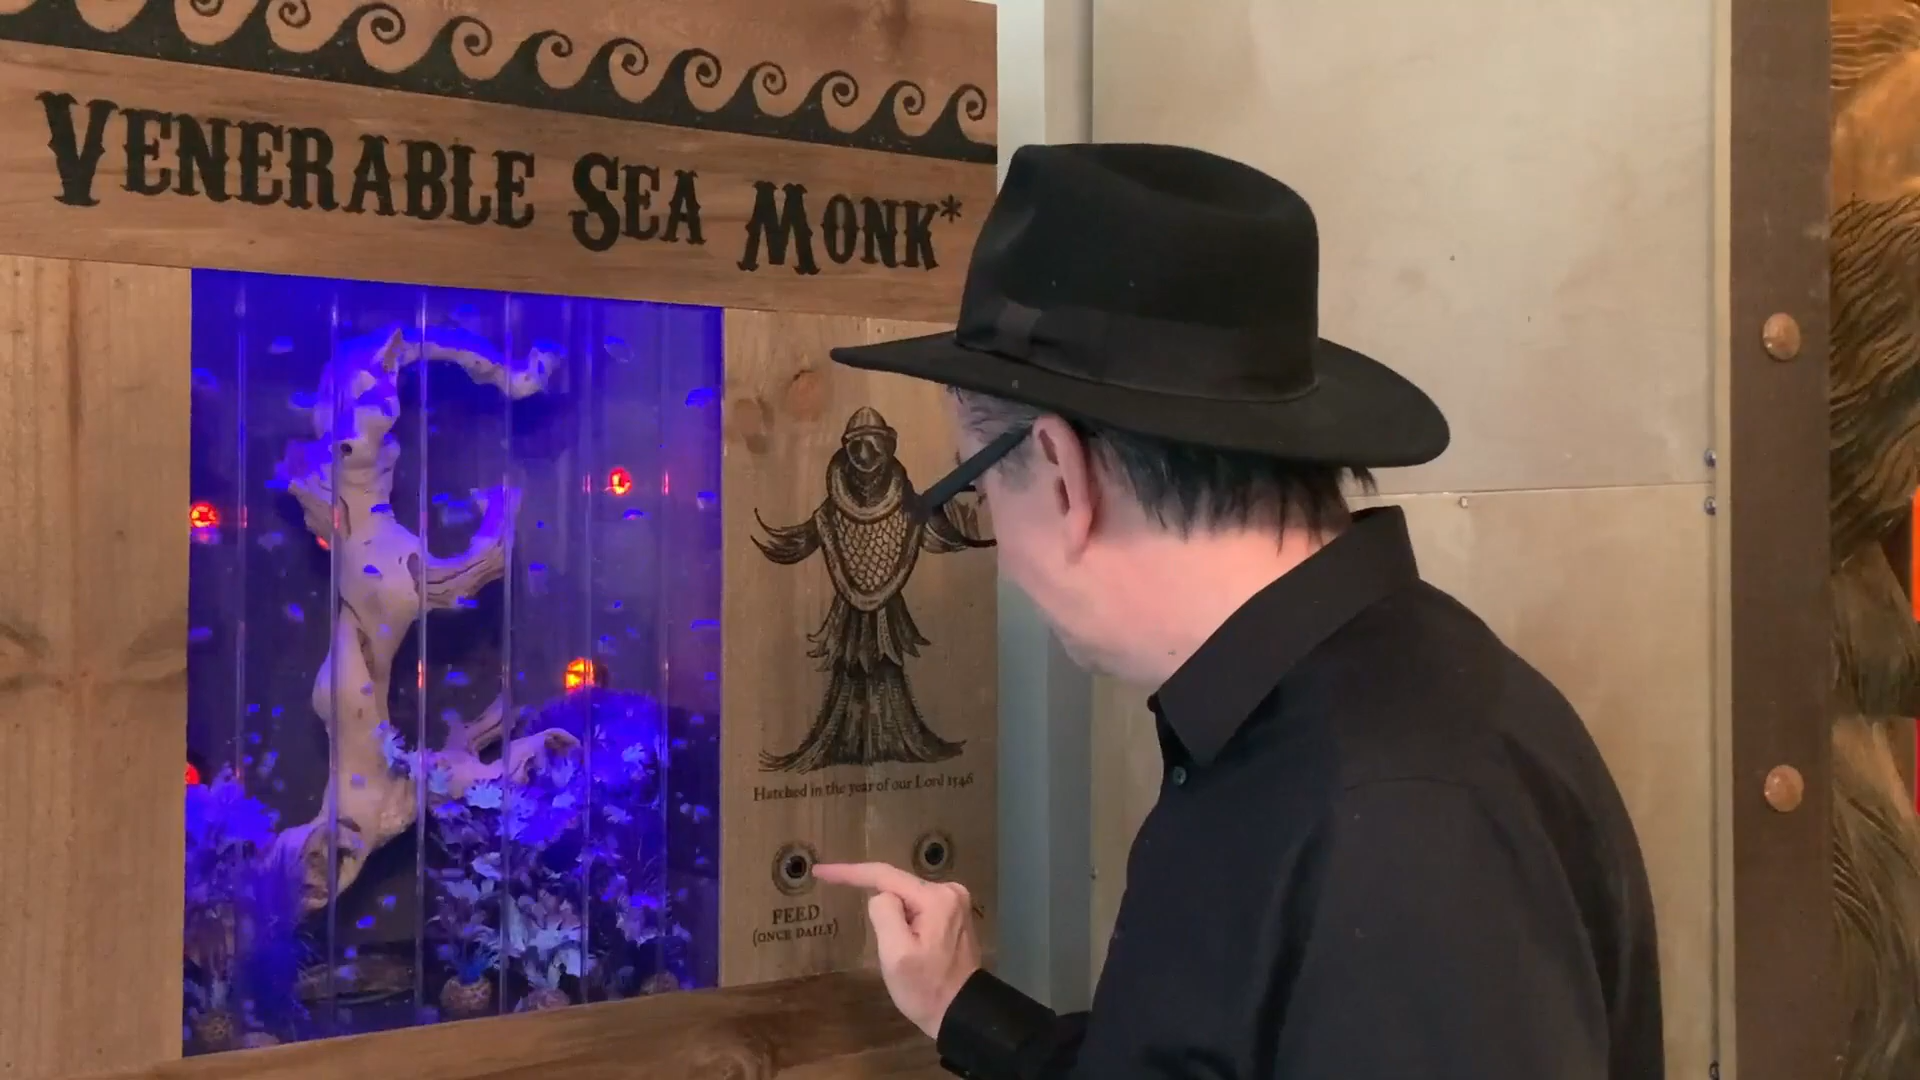 VENERABLE SEA MONK*
Hatched in the year of our Lord 1546
FEED
(ONCE DAILY)